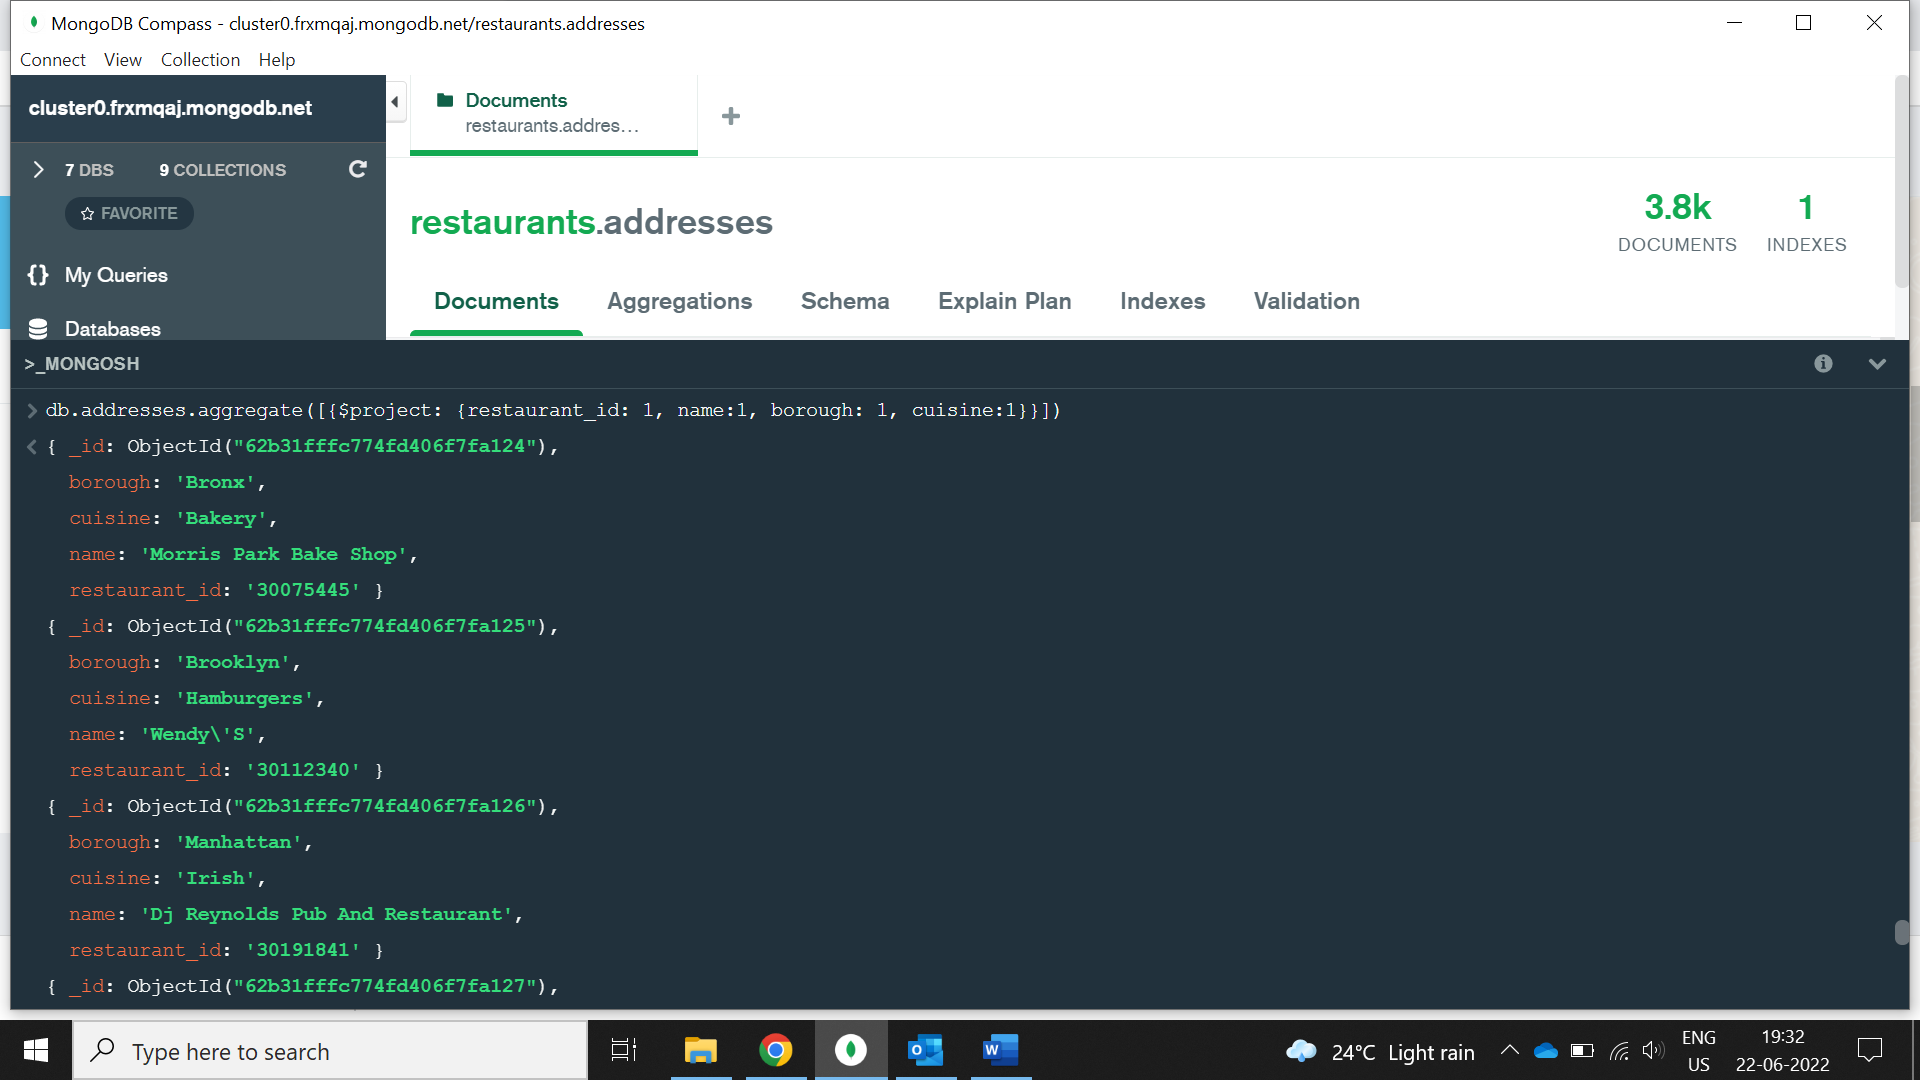 MongoDB Compass - cluster0.frxmqaj.mongodb.net/restaurants.addresses
Connect View Collection Help
cluster0.frxmqaj.mongodb.net
7 DBS 9 COLLECTIONS
FAVORITE
My Queries
Databases
Documents
restaurants.addres...
restaurants.addresses
3.8k
DOCUMENTS
1
INDEXES
Documents Aggregations Schema Explain Plan Indexes Validation
>_MONGOSH
> db.addresses.aggregate([{$project: {restaurant_id: 1, name:1, borough: 1, cuisine:1}}])
< { _id: ObjectId("62b31fffc774fd406f7fa124"),
borough: 'Bronx',
cuisine: 'Bakery',
name: 'Morris Park Bake Shop',
restaurant_id: '30075445' }
{ _id: ObjectId("62b31fffc774fd406f7fa125"),
borough: 'Brooklyn',
cuisine: 'Hamburgers',
name: 'Wendy\'S',
restaurant_id: '30112340' }
{ _id: ObjectId("62b31fffc774fd406f7fa126"),
borough: 'Manhattan',
cuisine: 'Irish',
name: 'Dj Reynolds Pub And Restaurant',
restaurant_id: '30191841' }
{ _id: ObjectId("62b31fffc774fd406f7fa127"),
Type here to search
24°C Light rain
ENG
US
19:32
22-06-2022